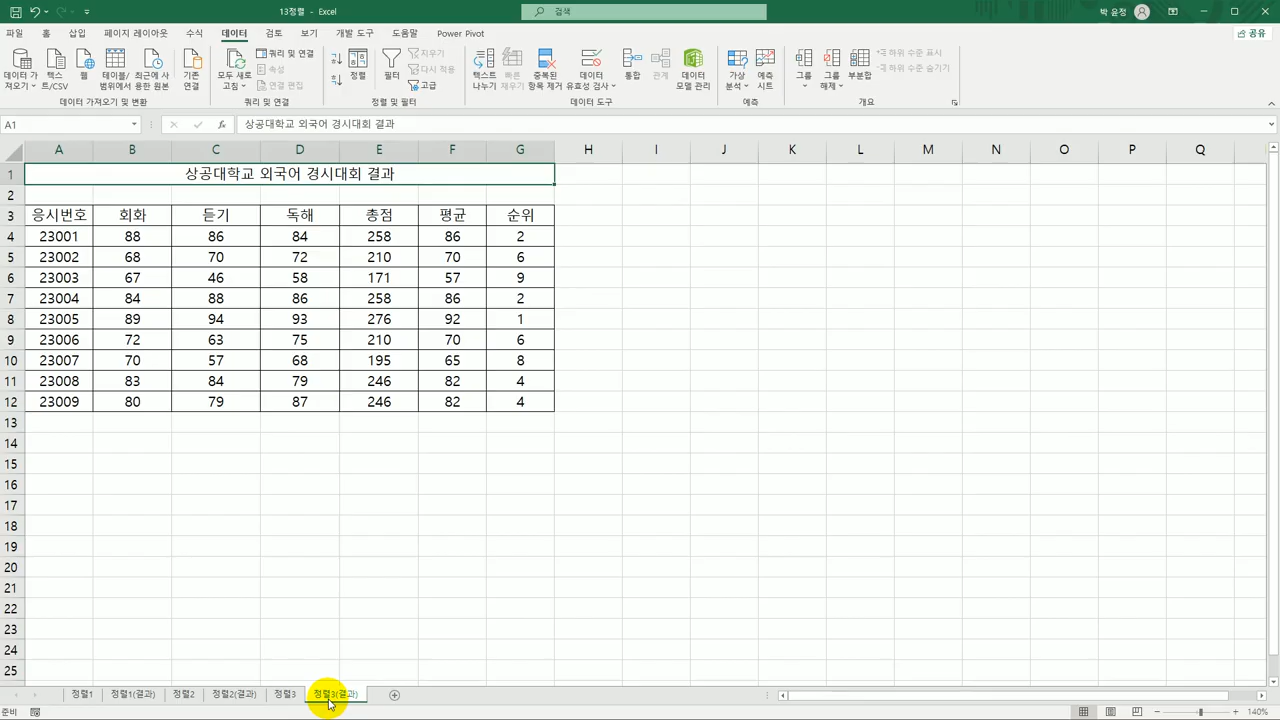 13정렬 - Excel
검색
박 윤정
파일 홈 삽입 페이지 레이아웃 수식 데이터 검토 보기 개발 도구 도움말 Power Pivot
공유
데이터 가져오기
텍스트/CSV
웹
테이블/범위에서
최근에 사용한 원본
기존 연결
모두 새로 고침
쿼리 및 연결
속성
연결 편집
정렬
필터
지우기
다시 적용
고급
텍스트 나누기
빠른 채우기
중복된 항목 제거
데이터 유효성 검사
통합
관계
데이터 모델 관리
가상 분석
예측 시트
그룹
그룹 해제
부분합
하위 수준 표시
하위 수준 숨기기
데이터 가져오기 및 변환 쿼리 및 연결 정렬 및 필터 데이터 도구 예측 개요
A1 fx 상공대학교 외국어 경시대회 결과
A B C D E F G H I J K L M N O P Q
1 상공대학교 외국어 경시대회 결과
2
3 응시번호 회화 듣기 독해 총점 평균 순위
4 23001 88 86 84 258 86 2
5 23002 68 70 72 210 70 6
6 23003 67 46 58 171 57 9
7 23004 84 88 86 258 86 2
8 23005 89 94 93 276 92 1
9 23006 72 63 75 210 70 6
10 23007 70 57 68 195 65 8
11 23008 83 84 79 246 82 4
12 23009 80 79 87 246 82 4
13
14
15
16
17
18
19
20
21
22
23
24
25
정렬1 정렬1(결과) 정렬2 정렬2(결과) 정렬3 정렬3(결과)
준비
140%